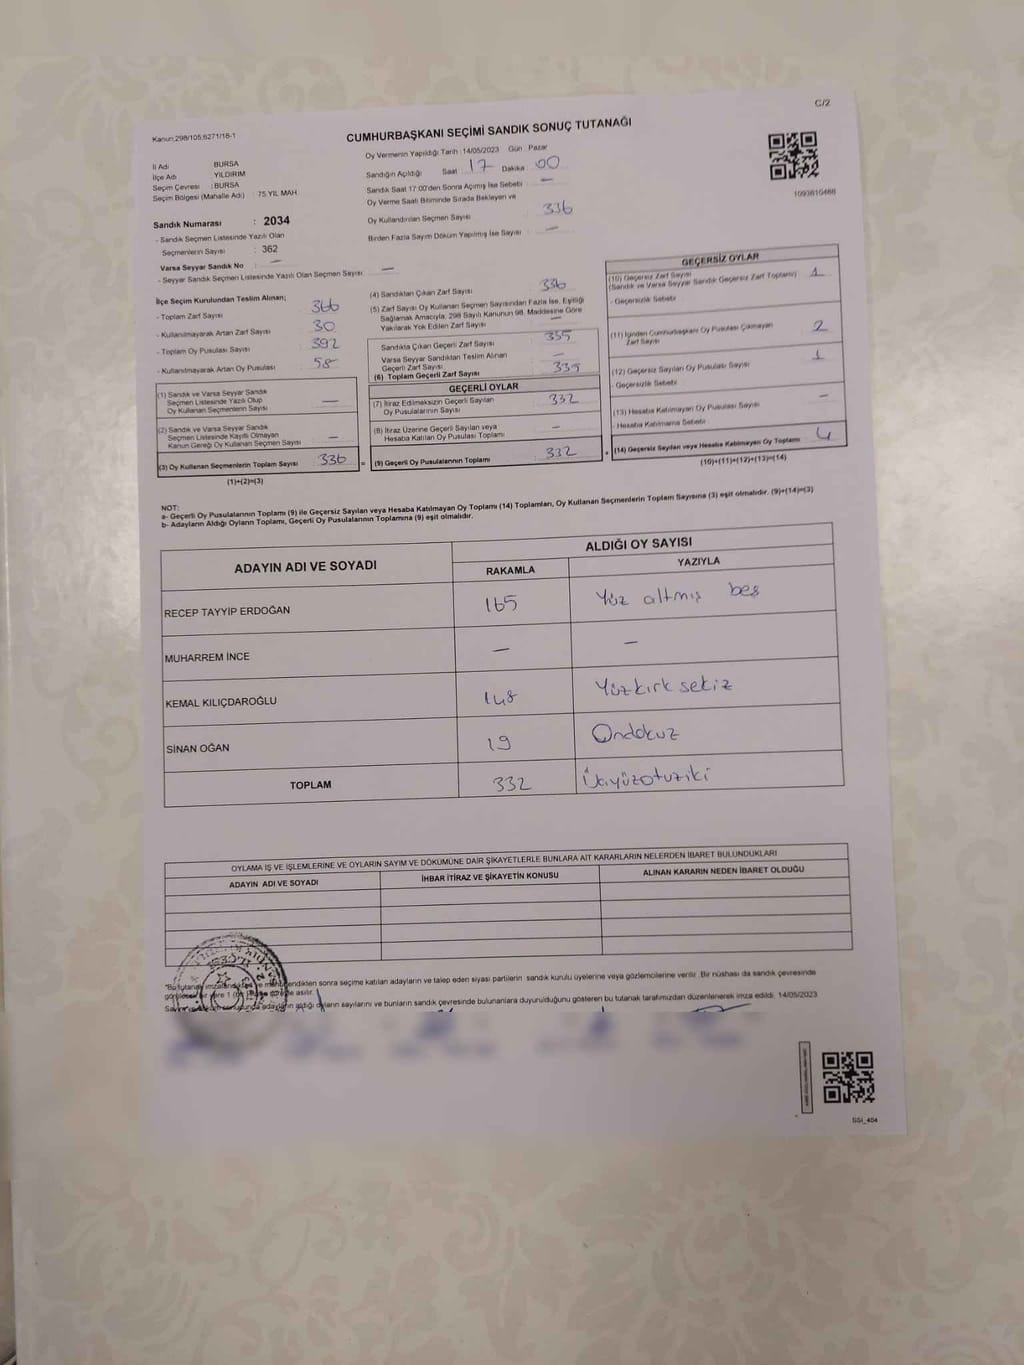 C/2
Kanun:298/105,6271/18-1
CUMHURBAŞKANI SEÇİMİ SANDIK SONUÇ TUTANAĞI
İl Adı BURSA
İlçe Adı YILDIRIM
Seçim Çevresi : BURSA
Seçim Bölgesi (Mahalle Adı) : 75.YIL MAH.
Sandık Numarası : 2034
- Sandık Seçmen Listesinde Yazılı Olan
Seçmenlerin Sayısı : 362
Varsa Seyyar Sandık No —
- Seyyar Sandık Seçmen Listesinde Yazılı Olan Seçmen Sayısı —
Oy Vermenin Yapıldığı Tarih :14/05/2023 Gün Pazar
Sandığın Açıldığı Saat 17 Dakika 00
Sandık Saat 17:00'den Sonra Açımış İse Sebebi —
Oy Verme Saati Bitiminde Sırada Bekleyen ve
Oy Kullandırılan Seçmen Sayısı 336
Birden Fazla Sayım Döküm Yapılmış İse Sayısı —
1093810488
İlçe Seçim Kurulundan Teslim Alınan;
- Toplam Zarf Sayısı 366
- Kullanılmayarak Artan Zarf Sayısı 30
- Toplam Oy Pusulası Sayısı 392
- Kullanılmayarak Artan Oy Pusulası 58
(1) Sandık ve Varsa Seyyar Sandık
Seçmen Listesinde Yazılı Olup
Oy Kullanan Seçmenlerin Sayısı —
(2) Sandık ve Varsa Seyyar Sandık
Seçmen Listesinde Kayıtlı Olmayan
Kanun Gereği Oy Kullanan Seçmen Sayısı —
(3) Oy Kullanan Seçmenlerin Toplam Sayısı 336
(1)+(2)=(3)
(4) Sandıktan Çıkan Zarf Sayısı 336
(5) Zarf Sayısı Oy Kullanan Seçmen Sayısından Fazla İse, Eşitliği
Sağlamak Amacıyla, 298 Sayılı Kanunun 98. Maddesine Göre
Yakılarak Yok Edilen Zarf Sayısı —
Sandıkta Çıkan Geçerli Zarf Sayısı 335
Varsa Seyyar Sandıktan Teslim Alınan
Geçerli Zarf Sayısı —
(6) Toplam Geçerli Zarf Sayısı 335
GEÇERLİ OYLAR
(7) İtiraz Edilmeksizin Geçerli Sayılan
Oy Pusulalarının Sayısı 332
(8) İtiraz Üzerine Geçerli Sayılan veya
Hesaba Katılan Oy Pusulası Toplamı —
(9) Geçerli Oy Pusulalarının Toplamı 332
GEÇERSİZ OYLAR
(10) Geçersiz Zarf Sayısı
(Sandık ve Varsa Seyyar Sandık Geçersiz Zarf Toplamı) 1
- Geçersizlik Sebebi
(11) İçinden Cumhurbaşkanı Oy Pusulası Çıkmayan
Zarf Sayısı 2
(12) Geçersiz Sayılan Oy Pusulası Sayısı 1
- Geçersizlik Sebebi
(13) Hesaba Katılmayan Oy Pusulası Sayısı —
- Hesaba Katılmama Sebebi
(14) Geçersiz Sayılan veya Hesaba Katılmayan Oy Toplamı 4
(10)+(11)+(12)+(13)=(14)
NOT:
a- Geçerli Oy Pusulalarının Toplamı (9) ile Geçersiz Sayılan veya Hesaba Katılmayan Oy Toplamı (14) Toplamları, Oy Kullanan Seçmenlerin Toplam Sayısına (3) eşit olmalıdır. (9)+(14)=(3)
b- Adayların Aldığı Oyların Toplamı, Geçerli Oy Pusulalarının Toplamına (9) eşit olmalıdır.
ADAYIN ADI VE SOYADI
ALDIĞI OY SAYISI
RAKAMLA YAZIYLA
RECEP TAYYİP ERDOĞAN 165 Yüz altmış beş
MUHARREM İNCE — —
KEMAL KILIÇDAROĞLU 148 Yüzkırk sekiz
SİNAN OĞAN 19 Ondokuz
TOPLAM 332 Üçyüzotuziki
OYLAMA İŞ VE İŞLEMLERİNE VE OYLARIN SAYIM VE DÖKÜMÜNE DAİR ŞİKAYETLERLE BUNLARA AİT KARARLARIN NELERDEN İBARET BULUNDUKLARI
ADAYIN ADI VE SOYADI İHBAR İTİRAZ VE ŞİKAYETİN KONUSU ALINAN KARARIN NEDEN İBARET OLDUĞU
"Bu tutanak sonra seçime katılan adayların ve talep eden siyasi partilerin sandık kurulu üyelerine veya gözlemcilerine verilir. Bir nüshası da sandık çevresinde
asılır.
adayların aldığı oyların sayılarını ve bunların sandık çevresinde bulunanlara duyurulduğunu gösteren bu tutanak tarafımızdan düzenlenerek imza edildi. 14/05/2023
SSI_404